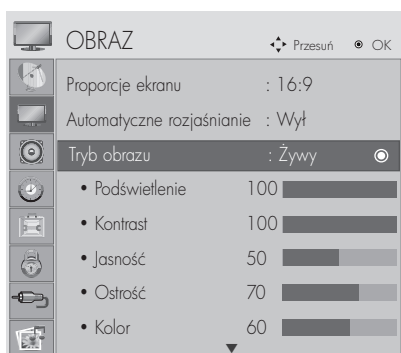 OBRAZ Przesuń OK
Proporcje ekranu : 16:9
Automatyczne rozjaśnianie : Wył
Tryb obrazu : Żywy
• Podświetlenie 100
• Kontrast 100
• Jasność 50
• Ostrość 70
• Kolor 60